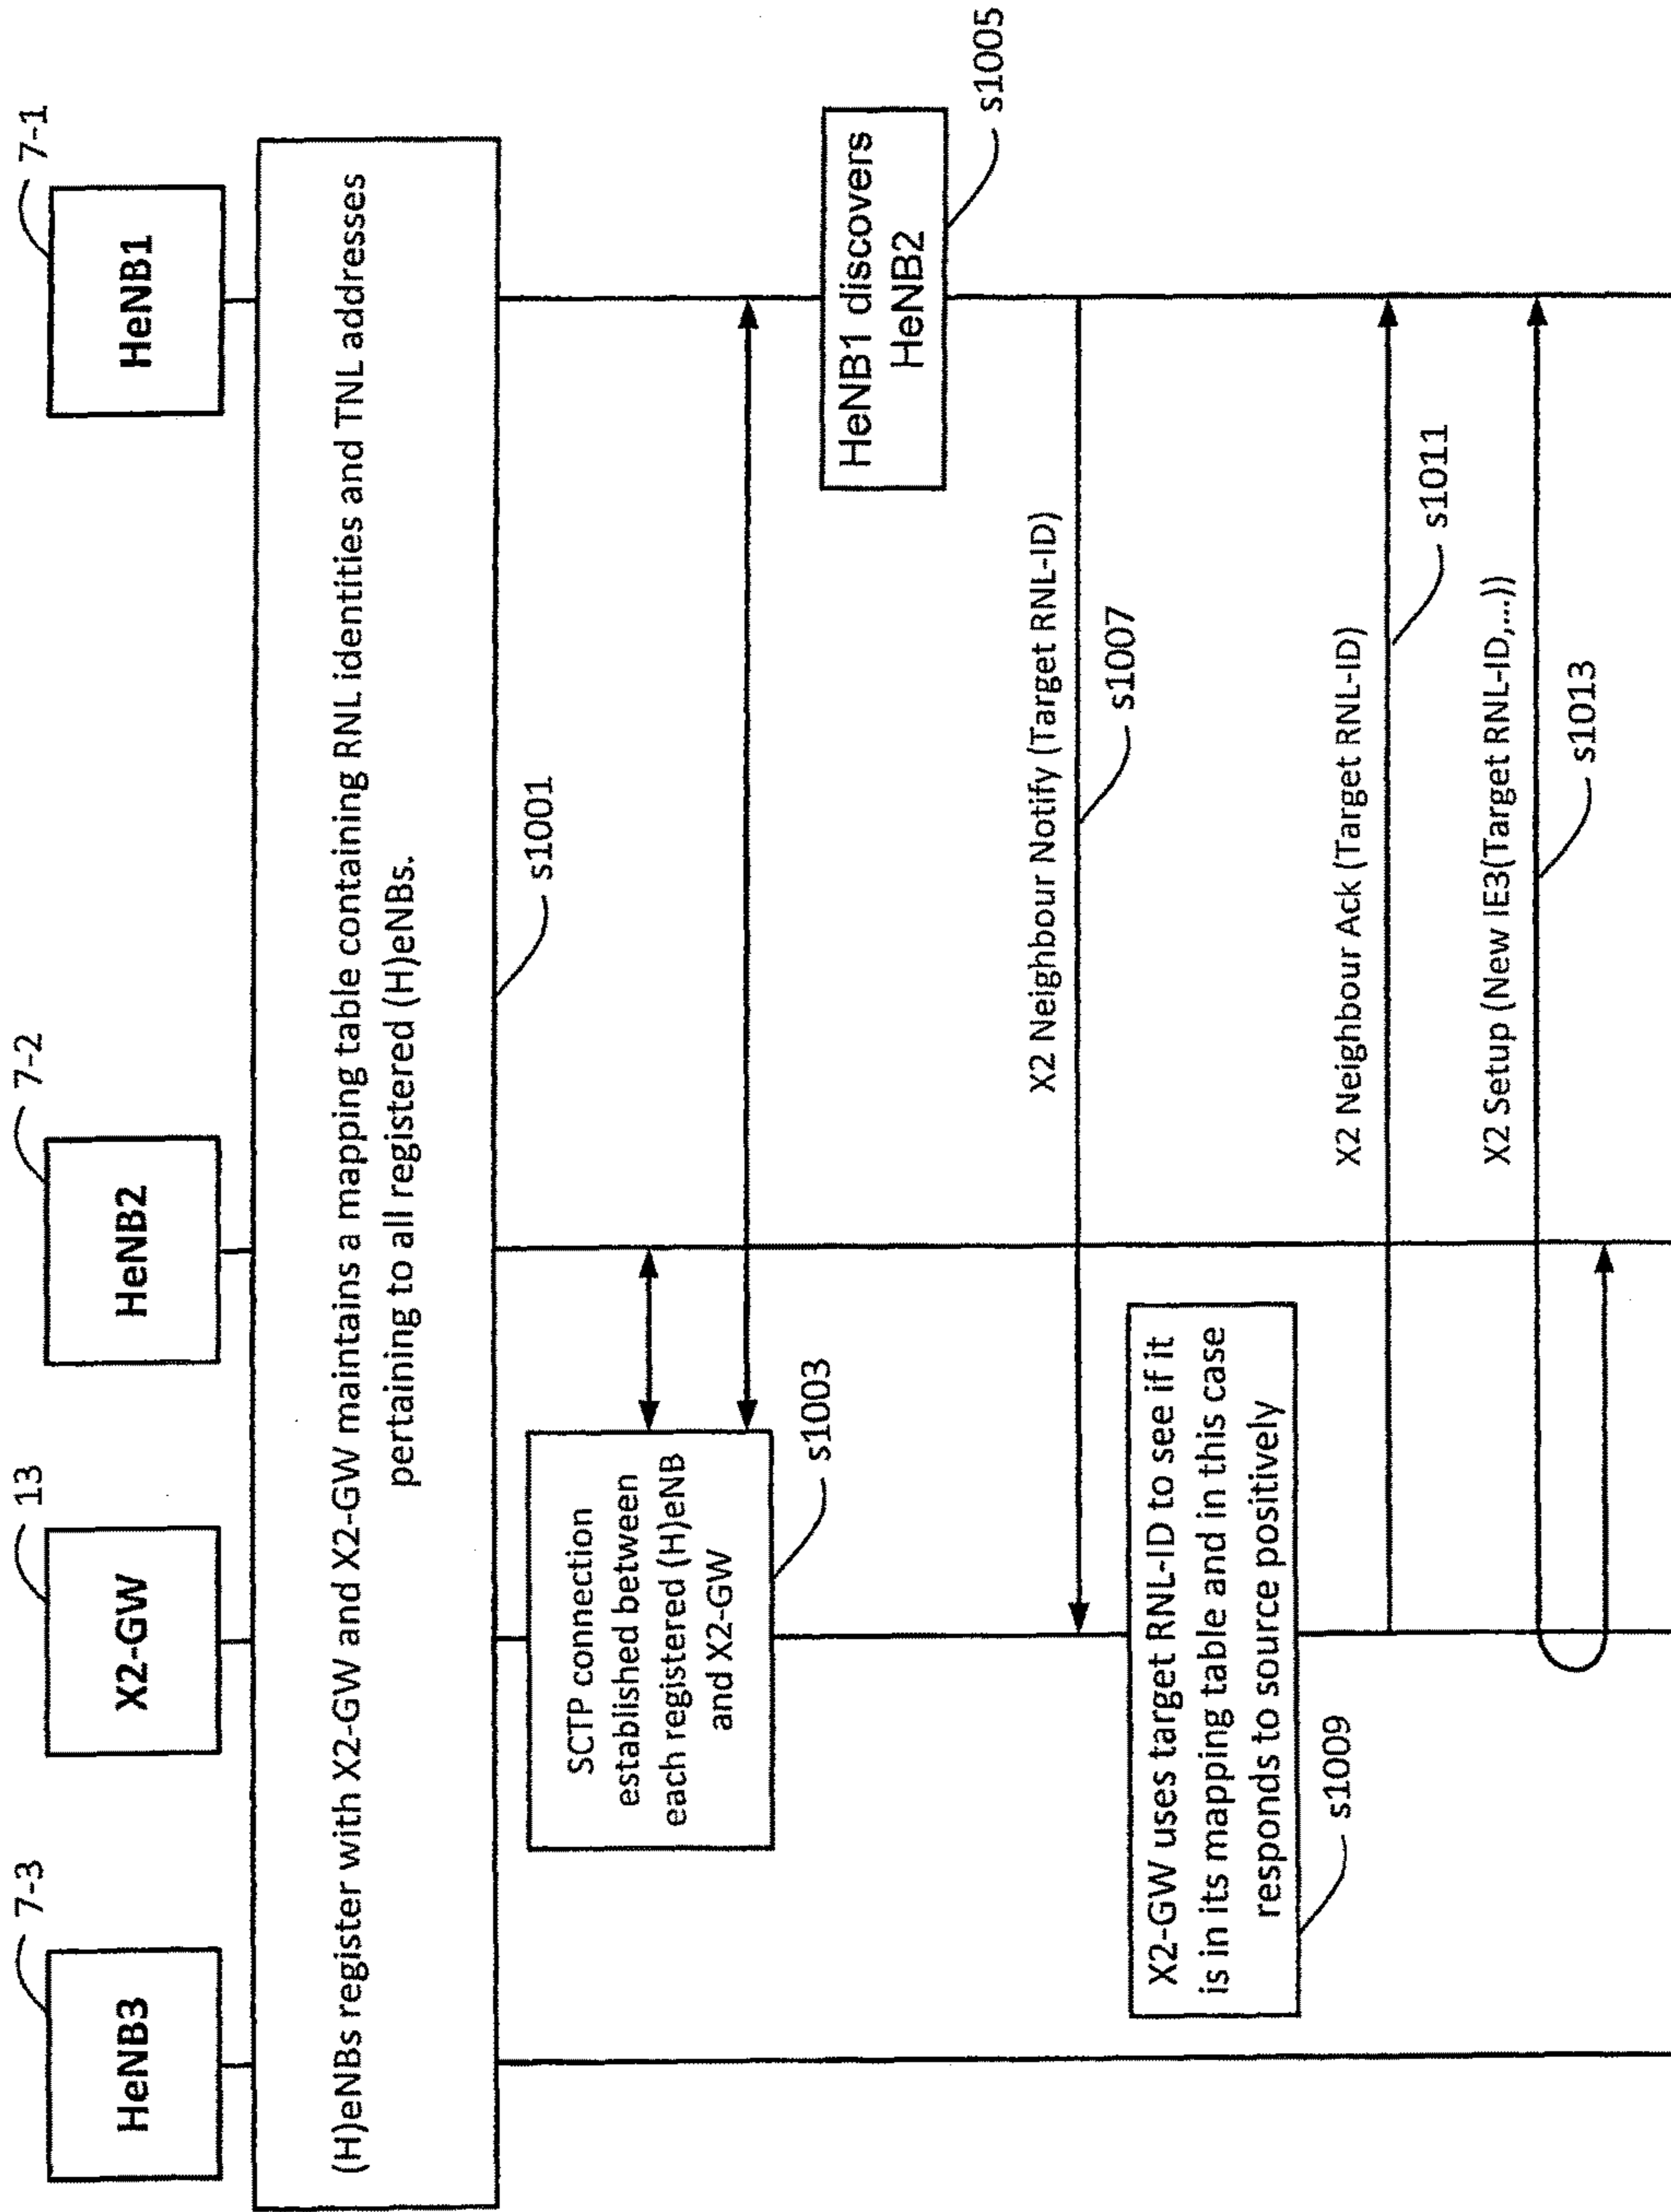 7-3
13
7-2
7-1
HeNB3
X2-GW
HeNB2
HeNB1
(H)eNBs register with X2-GW and X2-GW maintains a mapping table containing RNL identities and TNL addresses
pertaining to all registered (H)eNBs.
s1001
SCTP connection
established between
each registered (H)eNB
and X2-GW
s1003
HeNB1 discovers
HeNB2
s1005
X2 Neighbour Notify (Target RNL-ID)
s1007
X2-GW uses target RNL-ID to see if it
is in its mapping table and in this case
responds to source positively
s1009
X2 Neighbour Ack (Target RNL-ID)
s1011
X2 Setup (New IE3(Target RNL-ID,...))
s1013